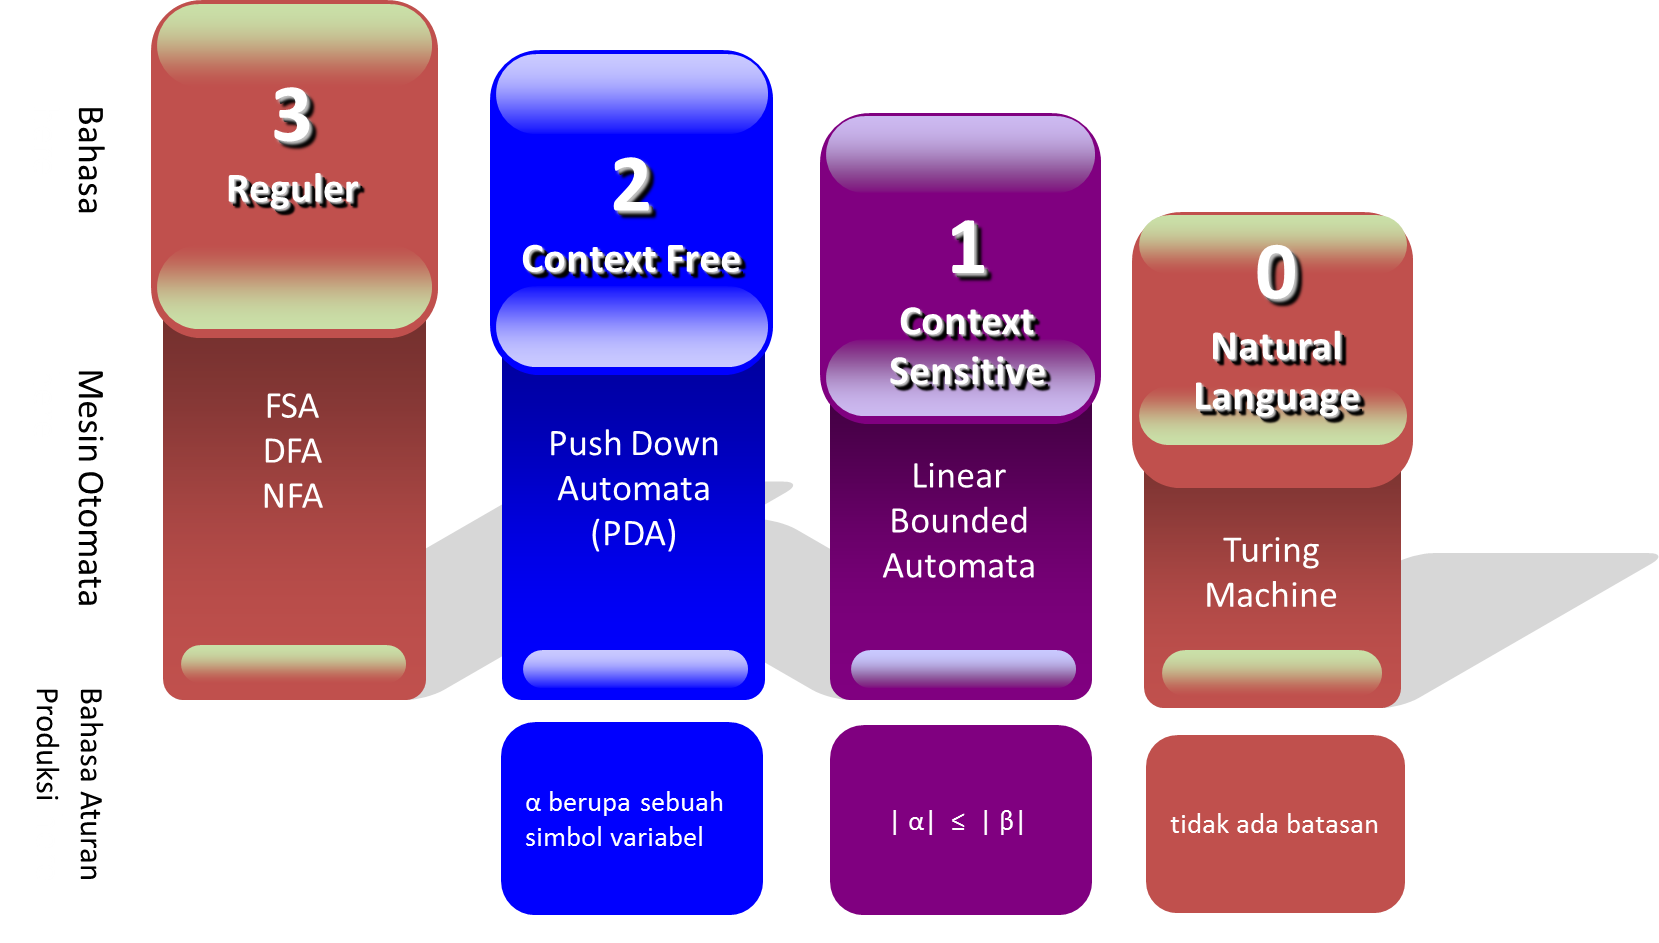 Bahasa
3
Reguler
2
Context Free
1
Context
Sensitive
0
Natural
Language
Mesin Otomata
FSA
DFA
NFA
Push Down
Automata
(PDA)
Linear
Bounded
Automata
Turing
Machine
Bahasa Aturan
Produksi
α berupa sebuah
simbol variabel
| α| ≤ | β|
tidak ada batasan